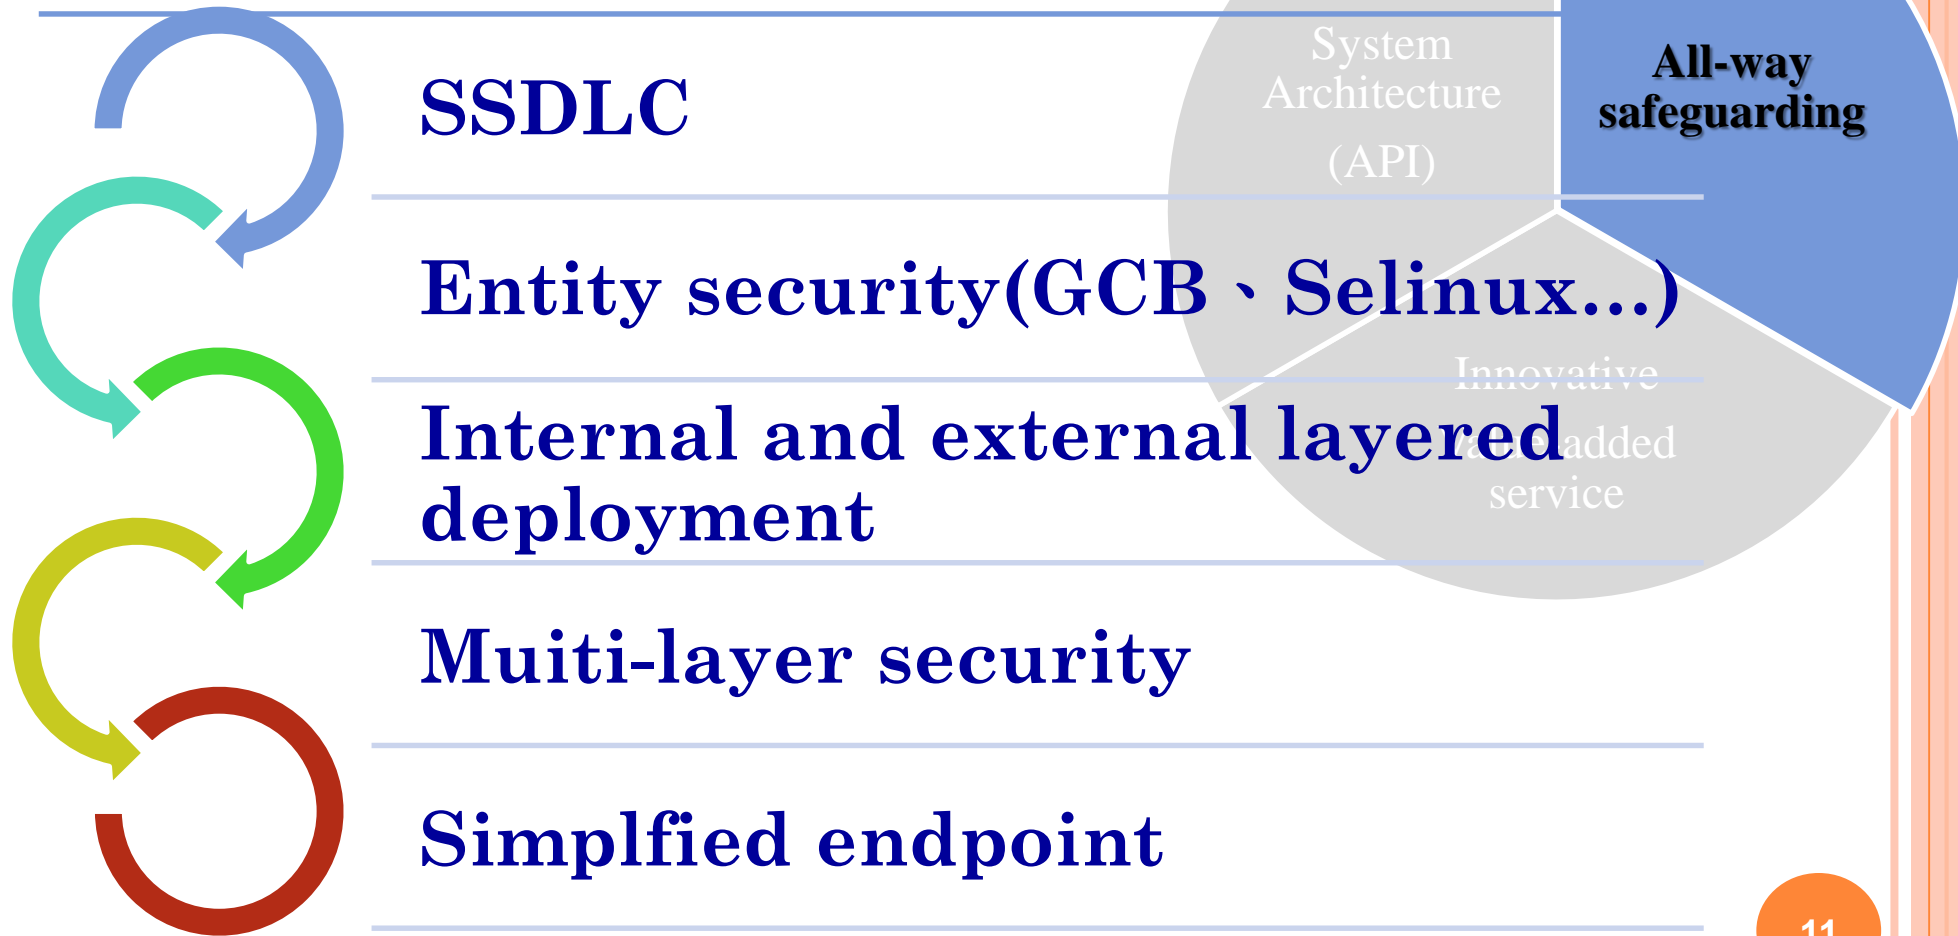 System
Architecture
(API)
All-way
safeguarding
SSDLC
Entity security(GCB、Selinux...)
Innovative
Value-added
service
Internal and external layered
deployment
Muiti-layer security
Simplfied endpoint
11